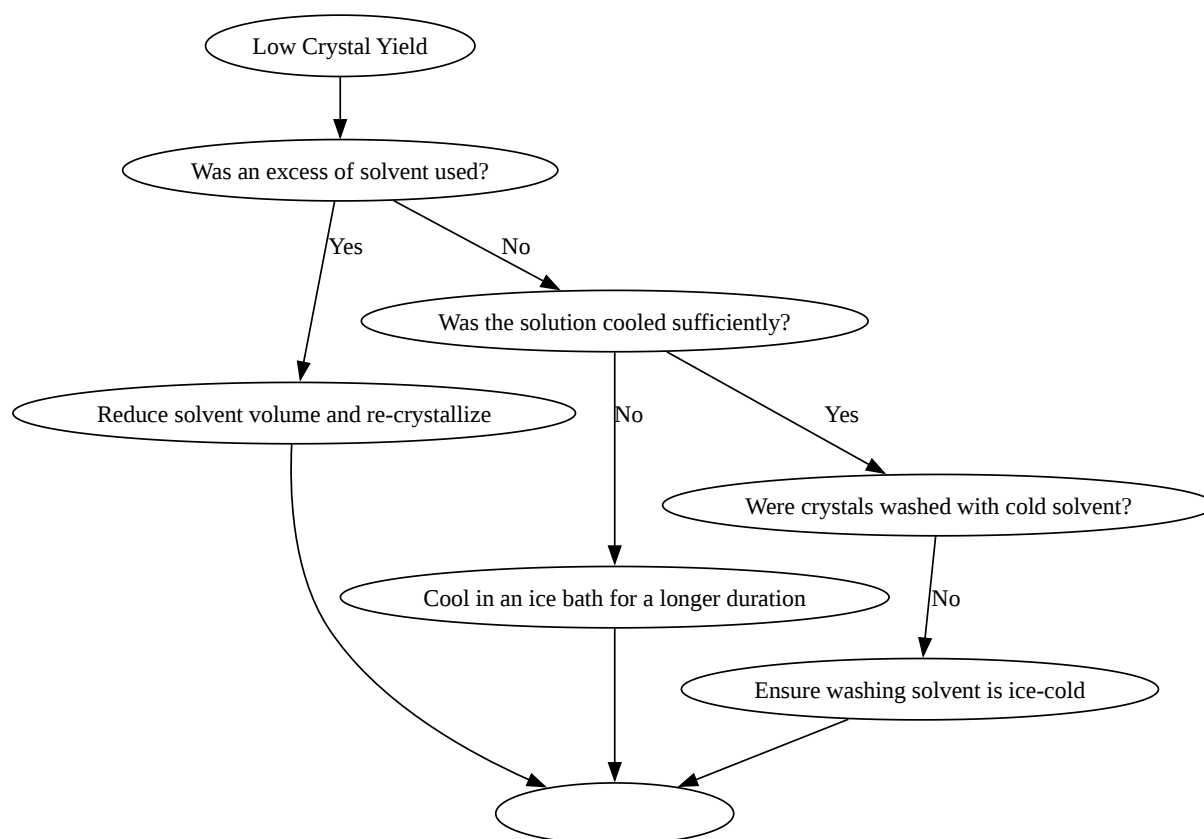 Low Crystal Yield
Was an excess of solvent used?
Yes
No
Was the solution cooled sufficiently?
Reduce solvent volume and re-crystallize
No
Yes
Were crystals washed with cold solvent?
Cool in an ice bath for a longer duration
No
Ensure washing solvent is ice-cold